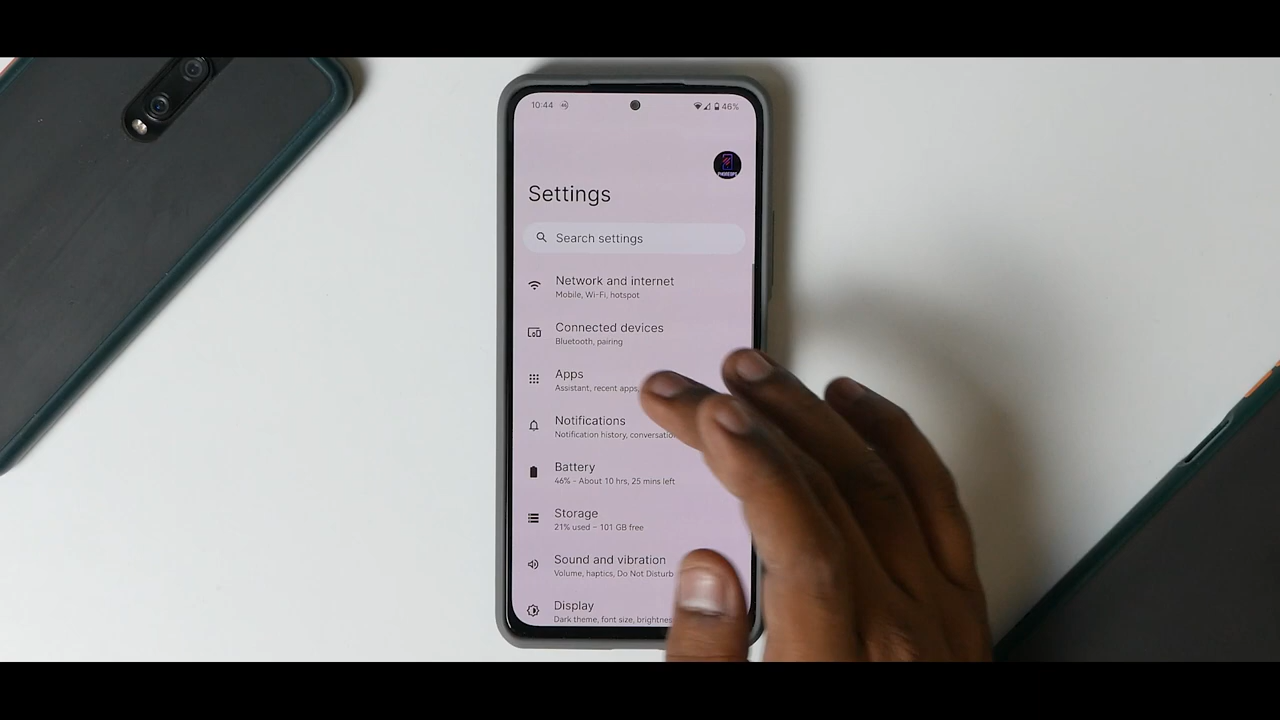 10:44
46%
PHONEOPS
Settings
Search settings
Network and internet
Mobile, Wi-Fi, hotspot
Connected devices
Bluetooth, pairing
Apps
Assistant, recent apps,
Notifications
Notification history,
Battery
46% - About 10 hrs, 25 mins left
Storage
21% used - 101 GB free
Sound and vibration
Volume, haptics, Do Not Disturb
Display
Dark theme, font size,